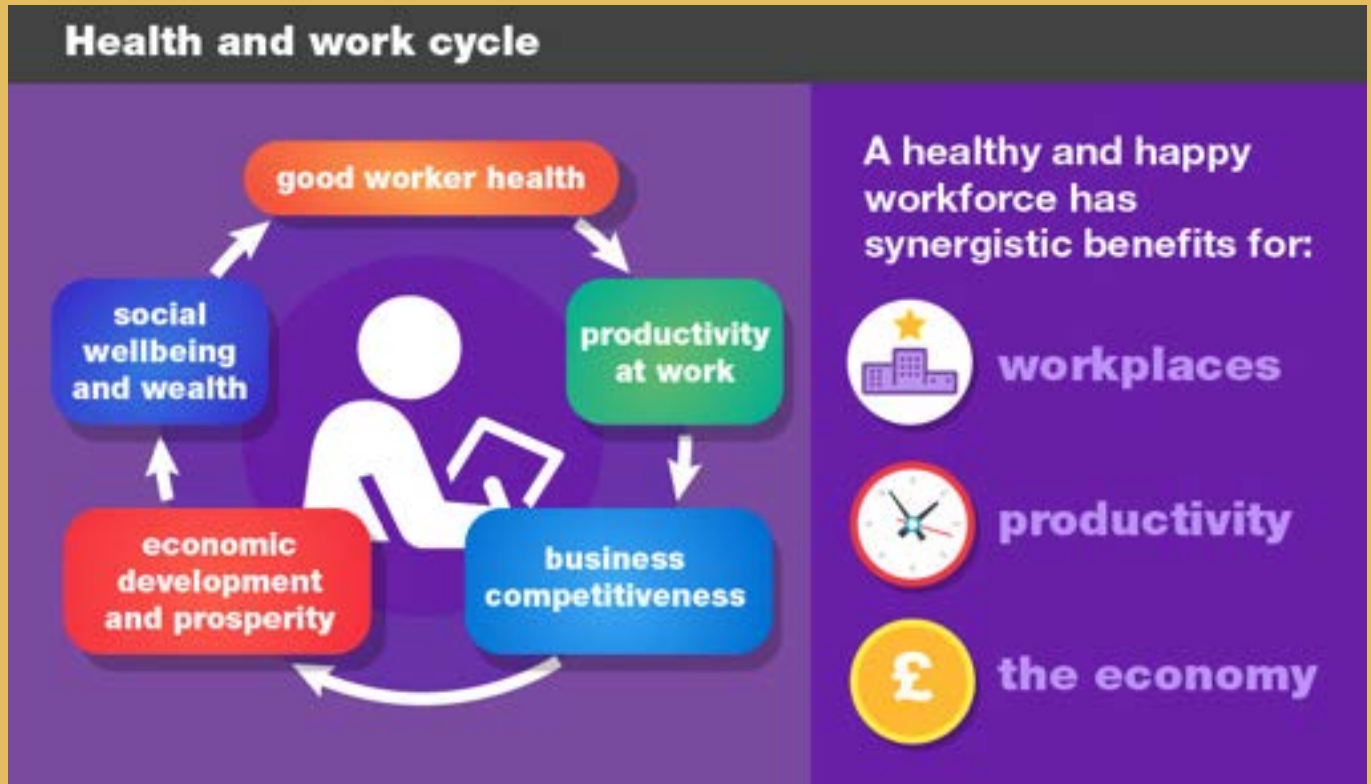 Health and work cycle
good worker health
productivity
at work
business
competitiveness
economic
development
and prosperity
social
wellbeing
and wealth
A healthy and happy
workforce has
synergistic benefits for:
workplaces
productivity
£
the economy